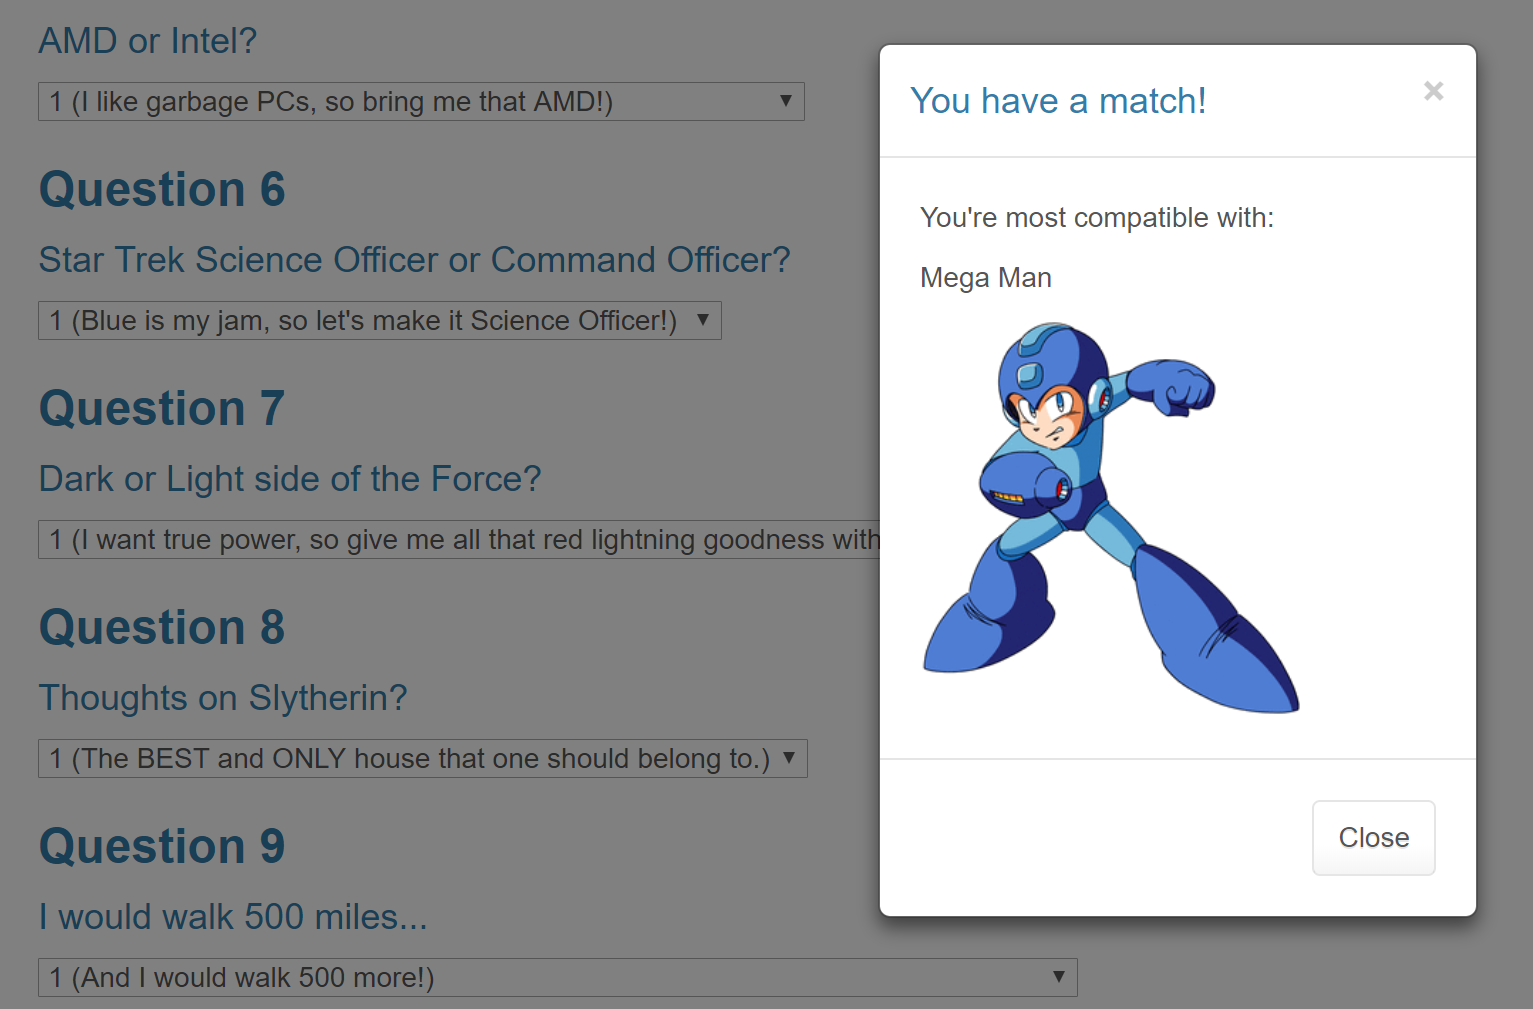 AMD or Intel?
1 (I like garbage PCs, so bring me that AMD!)
Question 6
Star Trek Science Officer or Command Officer?
1 (Blue is my jam, so let's make it Science Officer!)
Question 7
Dark or Light side of the Force?
1 (I want true power, so give me all that red lightning goodness with
Question 8
Thoughts on Slytherin?
1 (The BEST and ONLY house that one should belong to.)
Question 9
I would walk 500 miles...
1 (And I would walk 500 more!)
You have a match!
×
You're most compatible with:
Mega Man
Close